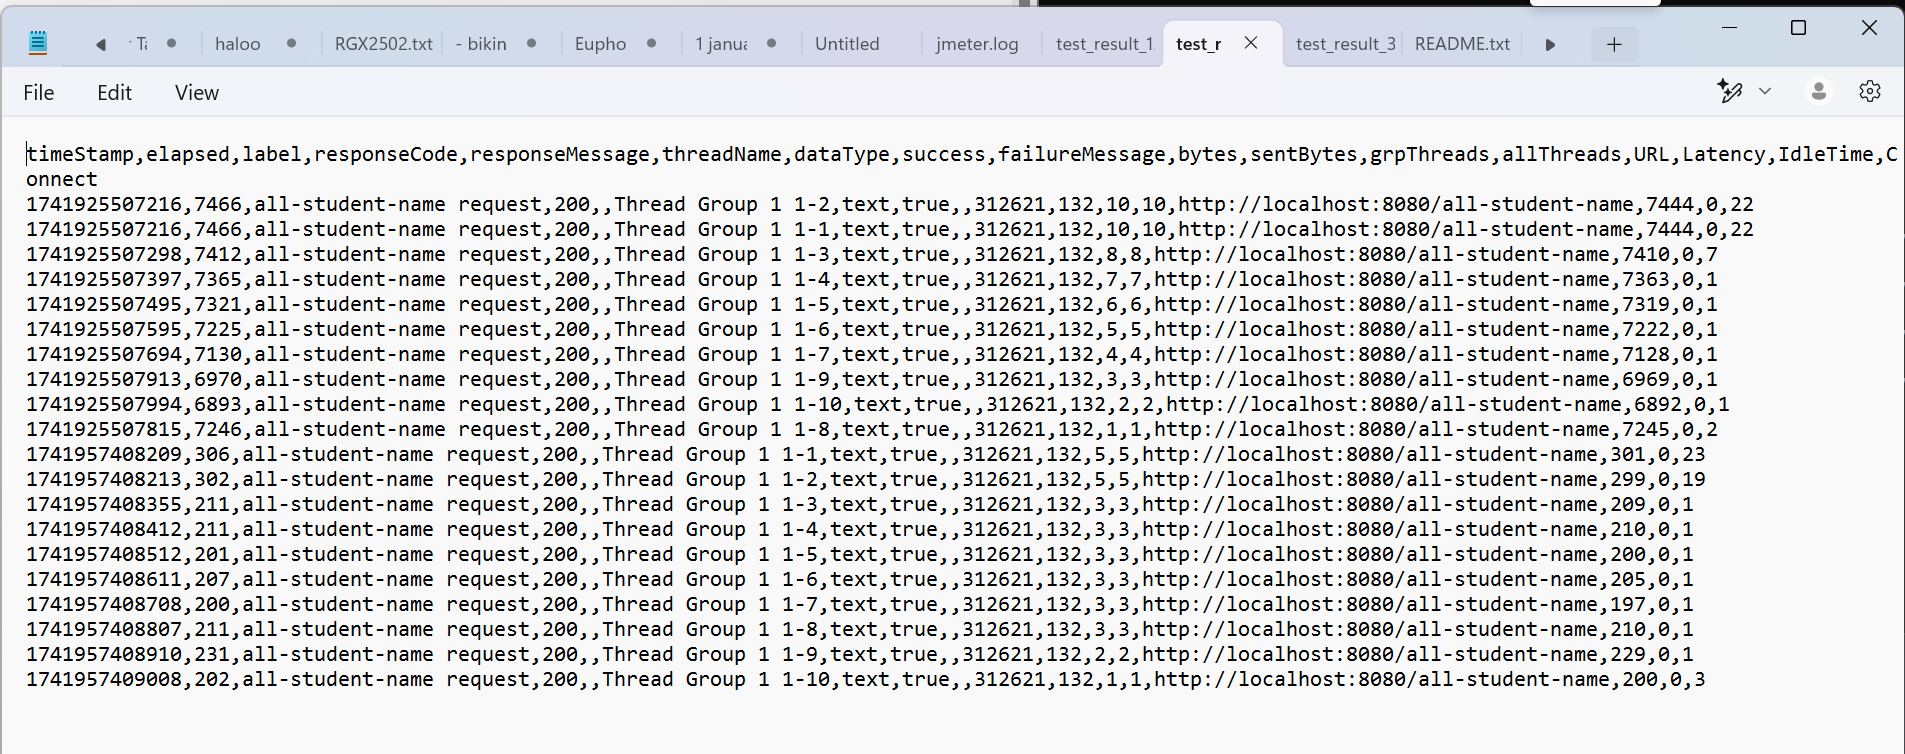 Ta haloo RGX2502.txt - bikin Eupho 1 janua Untitled jmeter.log test_result_1. test_r test_result_3 README.txt
File Edit View
timeStamp,elapsed,label,responseCode,responseMessage,threadName,dataType,success,failureMessage,bytes,sentBytes,grpThreads,allThreads,URL,Latency,IdleTime,C
onnect
1741925507216,7466,all-student-name request,200,,Thread Group 1 1-2,text,true,,312621,132,10,10,http://localhost:8080/all-student-name,7444,0,22
1741925507216,7466,all-student-name request,200,,Thread Group 1 1-1,text,true,,312621,132,10,10,http://localhost:8080/all-student-name,7444,0,22
1741925507298,7412,all-student-name request,200,,Thread Group 1 1-3,text,true,,312621,132,8,8,http://localhost:8080/all-student-name,7410,0,7
1741925507397,7365,all-student-name request,200,,Thread Group 1 1-4,text,true,,312621,132,7,7,http://localhost:8080/all-student-name,7363,0,1
1741925507495,7321,all-student-name request,200,,Thread Group 1 1-5,text,true,,312621,132,6,6,http://localhost:8080/all-student-name,7319,0,1
1741925507595,7225,all-student-name request,200,,Thread Group 1 1-6,text,true,,312621,132,5,5,http://localhost:8080/all-student-name,7222,0,1
1741925507694,7130,all-student-name request,200,,Thread Group 1 1-7,text,true,,312621,132,4,4,http://localhost:8080/all-student-name,7128,0,1
1741925507913,6970,all-student-name request,200,,Thread Group 1 1-9,text,true,,312621,132,3,3,http://localhost:8080/all-student-name,6969,0,1
1741925507994,6893,all-student-name request,200,,Thread Group 1 1-10,text,true,,312621,132,2,2,http://localhost:8080/all-student-name,6892,0,1
1741925507815,7246,all-student-name request,200,,Thread Group 1 1-8,text,true,,312621,132,1,1,http://localhost:8080/all-student-name,7245,0,2
1741957408209,306,all-student-name request,200,,Thread Group 1 1-1,text,true,,312621,132,5,5,http://localhost:8080/all-student-name,301,0,23
1741957408213,302,all-student-name request,200,,Thread Group 1 1-2,text,true,,312621,132,5,5,http://localhost:8080/all-student-name,299,0,19
1741957408355,211,all-student-name request,200,,Thread Group 1 1-3,text,true,,312621,132,3,3,http://localhost:8080/all-student-name,209,0,1
1741957408412,211,all-student-name request,200,,Thread Group 1 1-4,text,true,,312621,132,3,3,http://localhost:8080/all-student-name,210,0,1
1741957408512,201,all-student-name request,200,,Thread Group 1 1-5,text,true,,312621,132,3,3,http://localhost:8080/all-student-name,200,0,1
1741957408611,207,all-student-name request,200,,Thread Group 1 1-6,text,true,,312621,132,3,3,http://localhost:8080/all-student-name,205,0,1
1741957408708,200,all-student-name request,200,,Thread Group 1 1-7,text,true,,312621,132,3,3,http://localhost:8080/all-student-name,197,0,1
1741957408807,211,all-student-name request,200,,Thread Group 1 1-8,text,true,,312621,132,3,3,http://localhost:8080/all-student-name,210,0,1
1741957408910,231,all-student-name request,200,,Thread Group 1 1-9,text,true,,312621,132,2,2,http://localhost:8080/all-student-name,229,0,1
1741957409008,202,all-student-name request,200,,Thread Group 1 1-10,text,true,,312621,132,1,1,http://localhost:8080/all-student-name,200,0,3